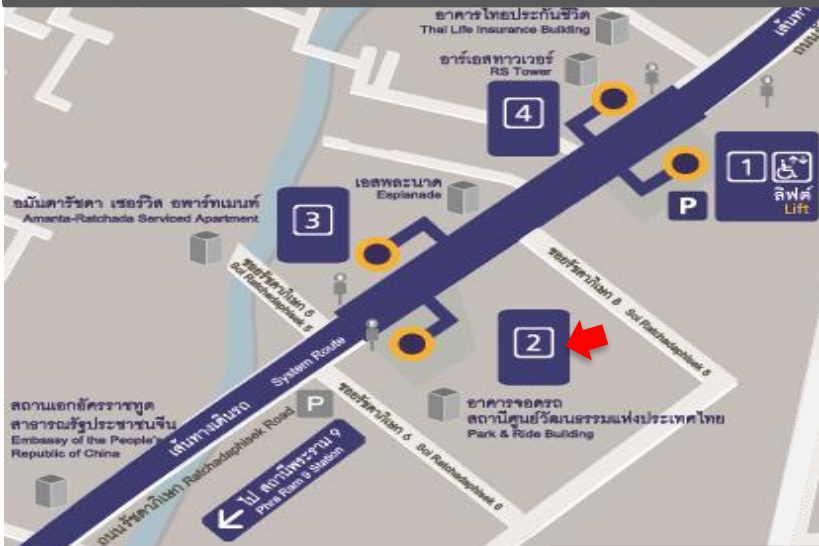 อาคารไทยประกันชีวิต
Thai Life Insurance Building
อาร์เอสทาวเวอร์
RS Tower
4
1
ลิฟต์
Lift
P
เอสพละนาด
Esplanade
3
อมันตารัชดา เซอร์วิส อพาร์ทเมนท์
Amanta-Ratchada Serviced Apartment
ซอยรัชดาภิเษก 5
Soi Ratchadaphisek 5
ซอยรัชดาภิเษก 8 Soi Ratchadaphisek 8
2
อาคารจอดรถ
สถานีศูนย์วัฒนธรรมแห่งประเทศไทย
Park & Ride Building
P
ซอยรัชดาภิเษก 6 Soi Ratchadaphisek 6
สถานเอกอัครราชทูต
สาธารณรัฐประชาชนจีน
Embassy of the People's
Republic of China
เส้นทางเดินรถ System Route
ถนนรัชดาภิเษก Ratchadaphisek Road
ไป สถานีพระราม 9
Phra Ram 9 Station